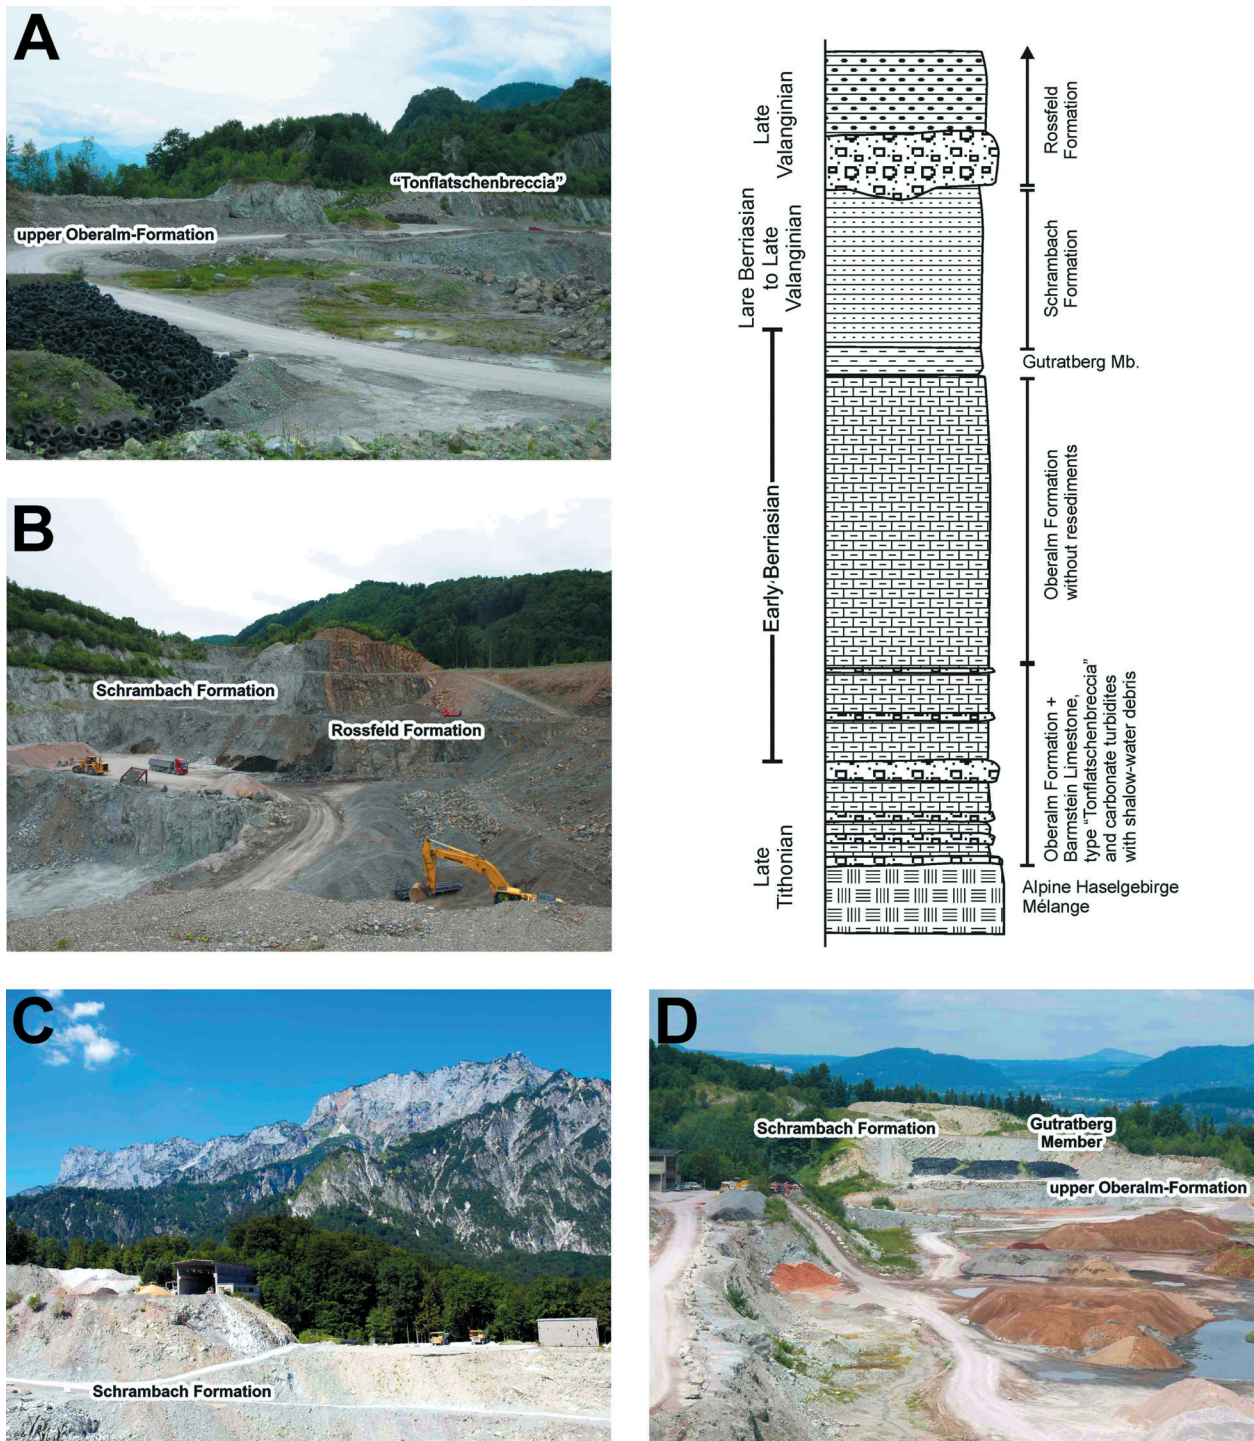 A
"Tonflatschenbreccia"
upper Oberalm-Formation
B
Schrambach Formation
Rossfeld Formation
Late
Valanginian
Lare Berriasian
to Late
Valanginian
Early Berriasian
Late
Tithonian
Rossfeld
Formation
Schrambach
Formation
Gutratberg Mb.
Oberalm Formation
without resediments
Oberalm Formation +
Barmstein Limestone,
type "Tonflatschenbreccia"
and carbonate turbidites
with shalow-water debris
Alpine Haselgebirge
Mélange
C
Schrambach Formation
D
Schrambach Formation
Gutratberg
Member
upper Oberalm-Formation